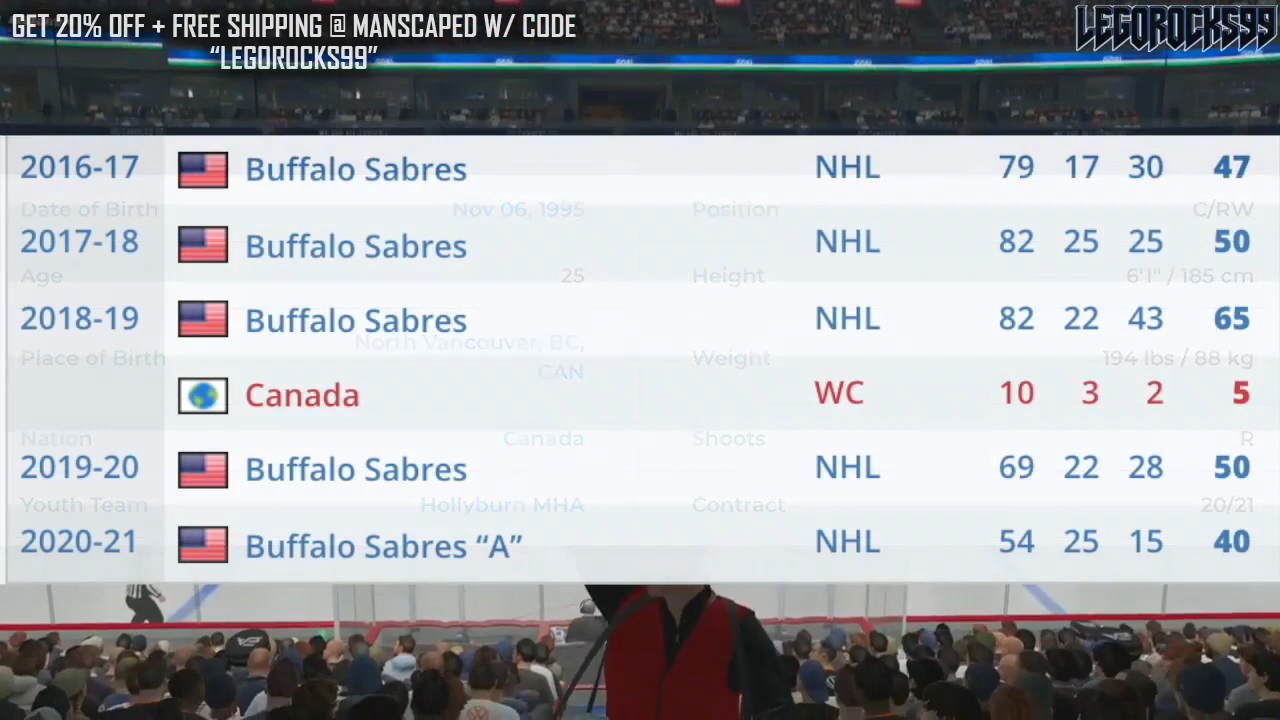 GET 20% OFF + FREE SHIPPING @ MANSCAPED W/ CODE
"LEGOROCKS99"
LEGOROCKS99
2016-17 Buffalo Sabres NHL 79 17 30 47
Date of Birth Nov 06, 1995 Position C/RW
2017-18 Buffalo Sabres NHL 82 25 25 50
Age 25 Height 6'1" / 185 cm
2018-19 Buffalo Sabres NHL 82 22 43 65
North Vancouver, BC,
Place of Birth Weight 194 lbs / 88 kg
CAN
Canada WC 10 3 2 5
Nation Canada Shoots R
2019-20 Buffalo Sabres NHL 69 22 28 50
Youth Team Hollyburn MHA Contract 20/21
2020-21 Buffalo Sabres “A” NHL 54 25 15 40